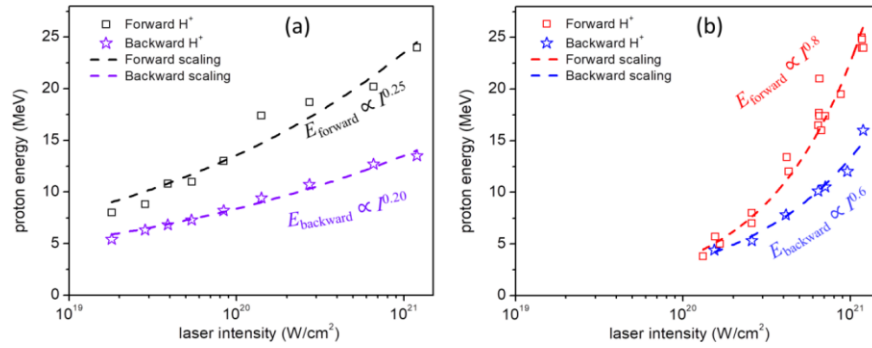 (a)
Forward H⁺
Backward H⁺
Forward scaling
Backward scaling
E_forward ∝ I^0.25
E_backward ∝ I^0.20
proton energy (MeV)
25
20
15
10
5
0
10^19
10^20
10^21
laser intensity (W/cm²)
(b)
Forward H⁺
Backward H⁺
Forward scaling
Backward scaling
E_forward ∝ I^0.8
E_backward ∝ I^0.6
proton energy (MeV)
25
20
15
10
5
0
10^19
10^20
10^21
laser intensity (W/cm²)